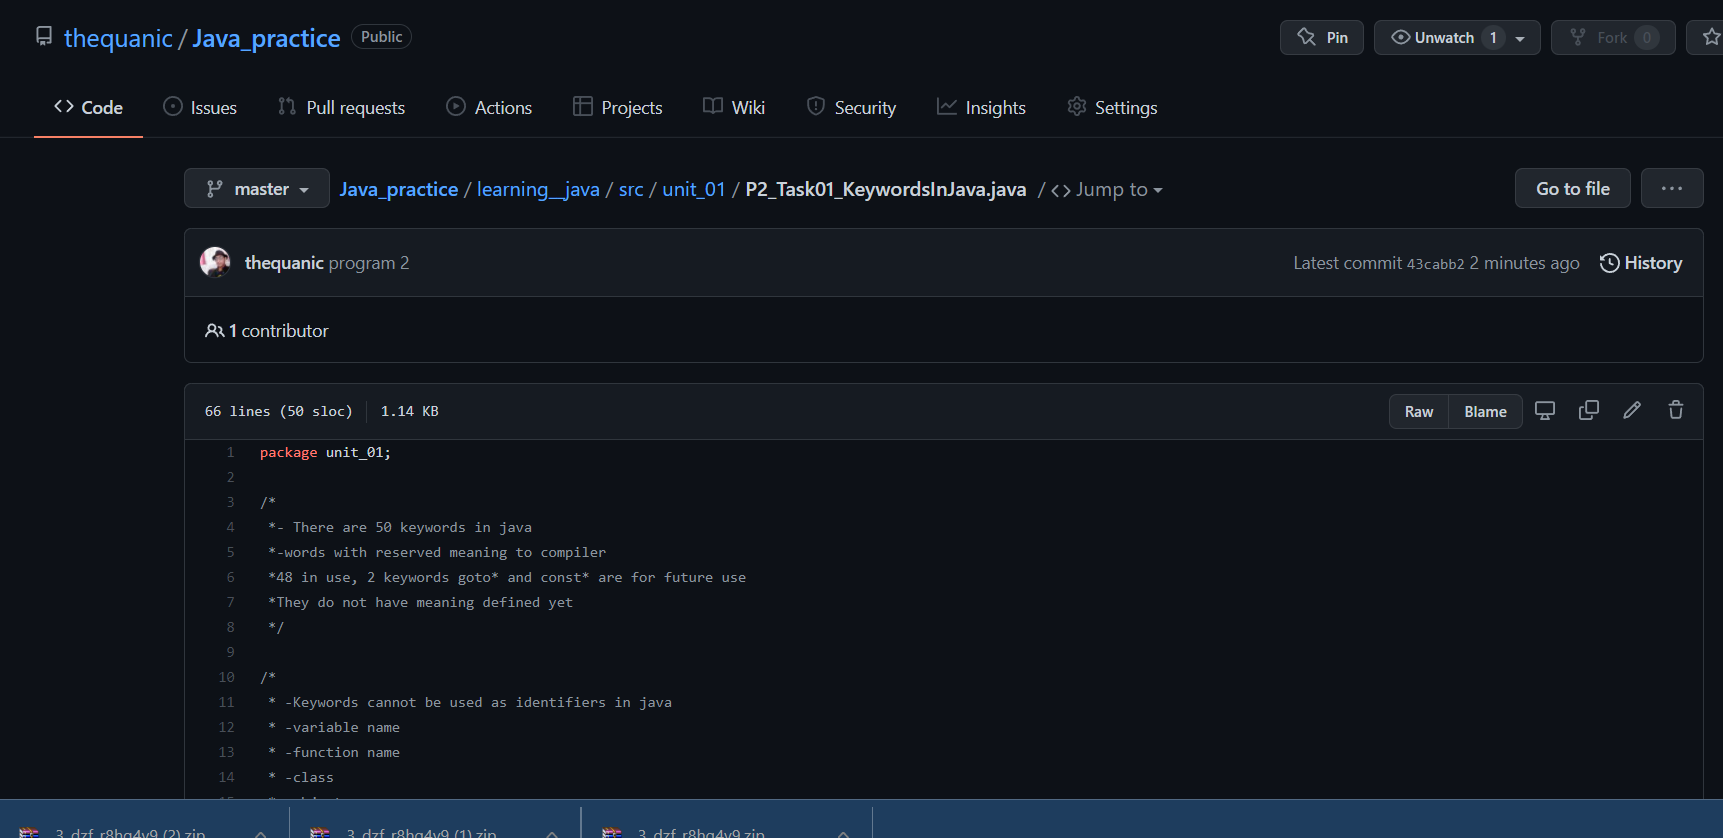 thequanic / Java_practice Public Pin Unwatch 1 Fork 0
Code Issues Pull requests Actions Projects Wiki Security Insights Settings
master Java_practice / learning__java / src / unit_01 / P2_Task01_KeywordsInJava.java / <> Jump to Go to file ...
thequanic program 2 Latest commit 43cabb2 2 minutes ago History
1 contributor
66 lines (50 sloc) 1.14 KB Raw Blame
1 package unit_01;
2
3 /*
4 *- There are 50 keywords in java
5 *-words with reserved meaning to compiler
6 *48 in use, 2 keywords goto* and const* are for future use
7 *They do not have meaning defined yet
8 */
9
10 /*
11 * -Keywords cannot be used as identifiers in java
12 * -variable name
13 * -function name
14 * -class
3_dzf_r8hq4v9 (2).zip 3_dzf_r8hq4v9 (1).zip 3_dzf_r8hq4v9.zip